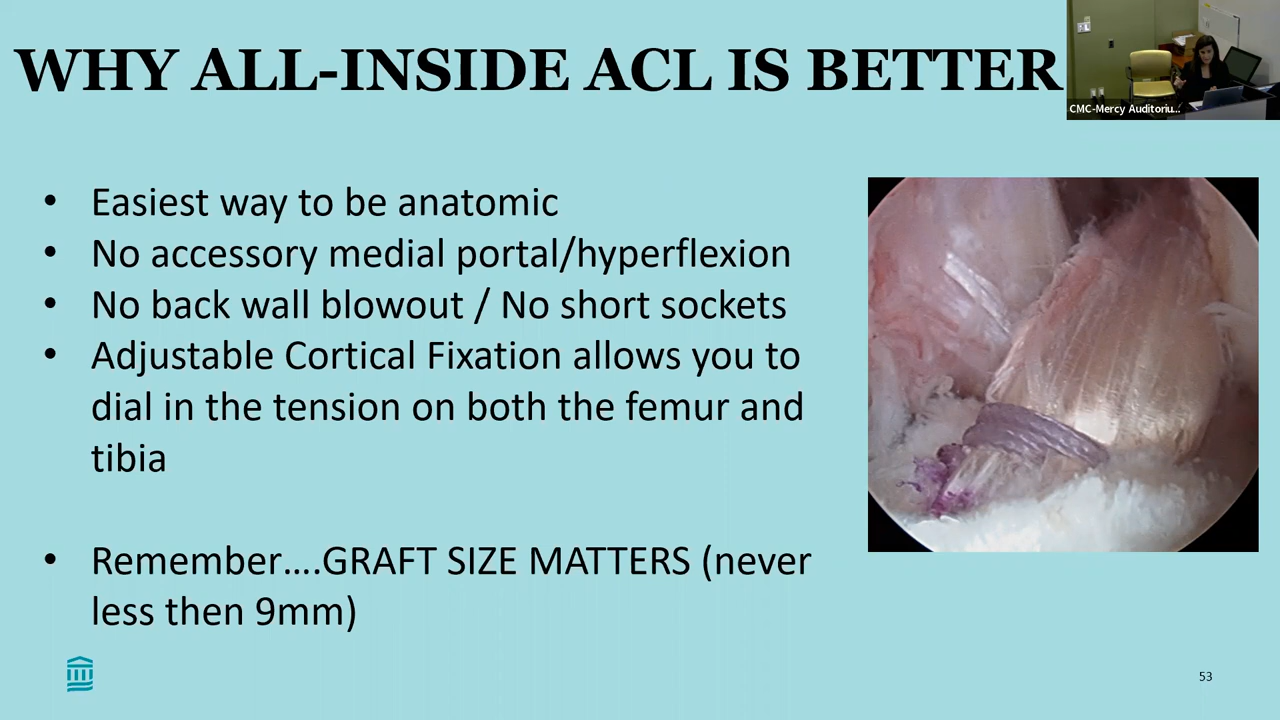 WHY ALL-INSIDE ACL IS BETTER
CMC-Mercy Auditoriu...
• Easiest way to be anatomic
• No accessory medial portal/hyperflexion
• No back wall blowout / No short sockets
• Adjustable Cortical Fixation allows you to
dial in the tension on both the femur and
tibia
• Remember….GRAFT SIZE MATTERS (never
less then 9mm)
53